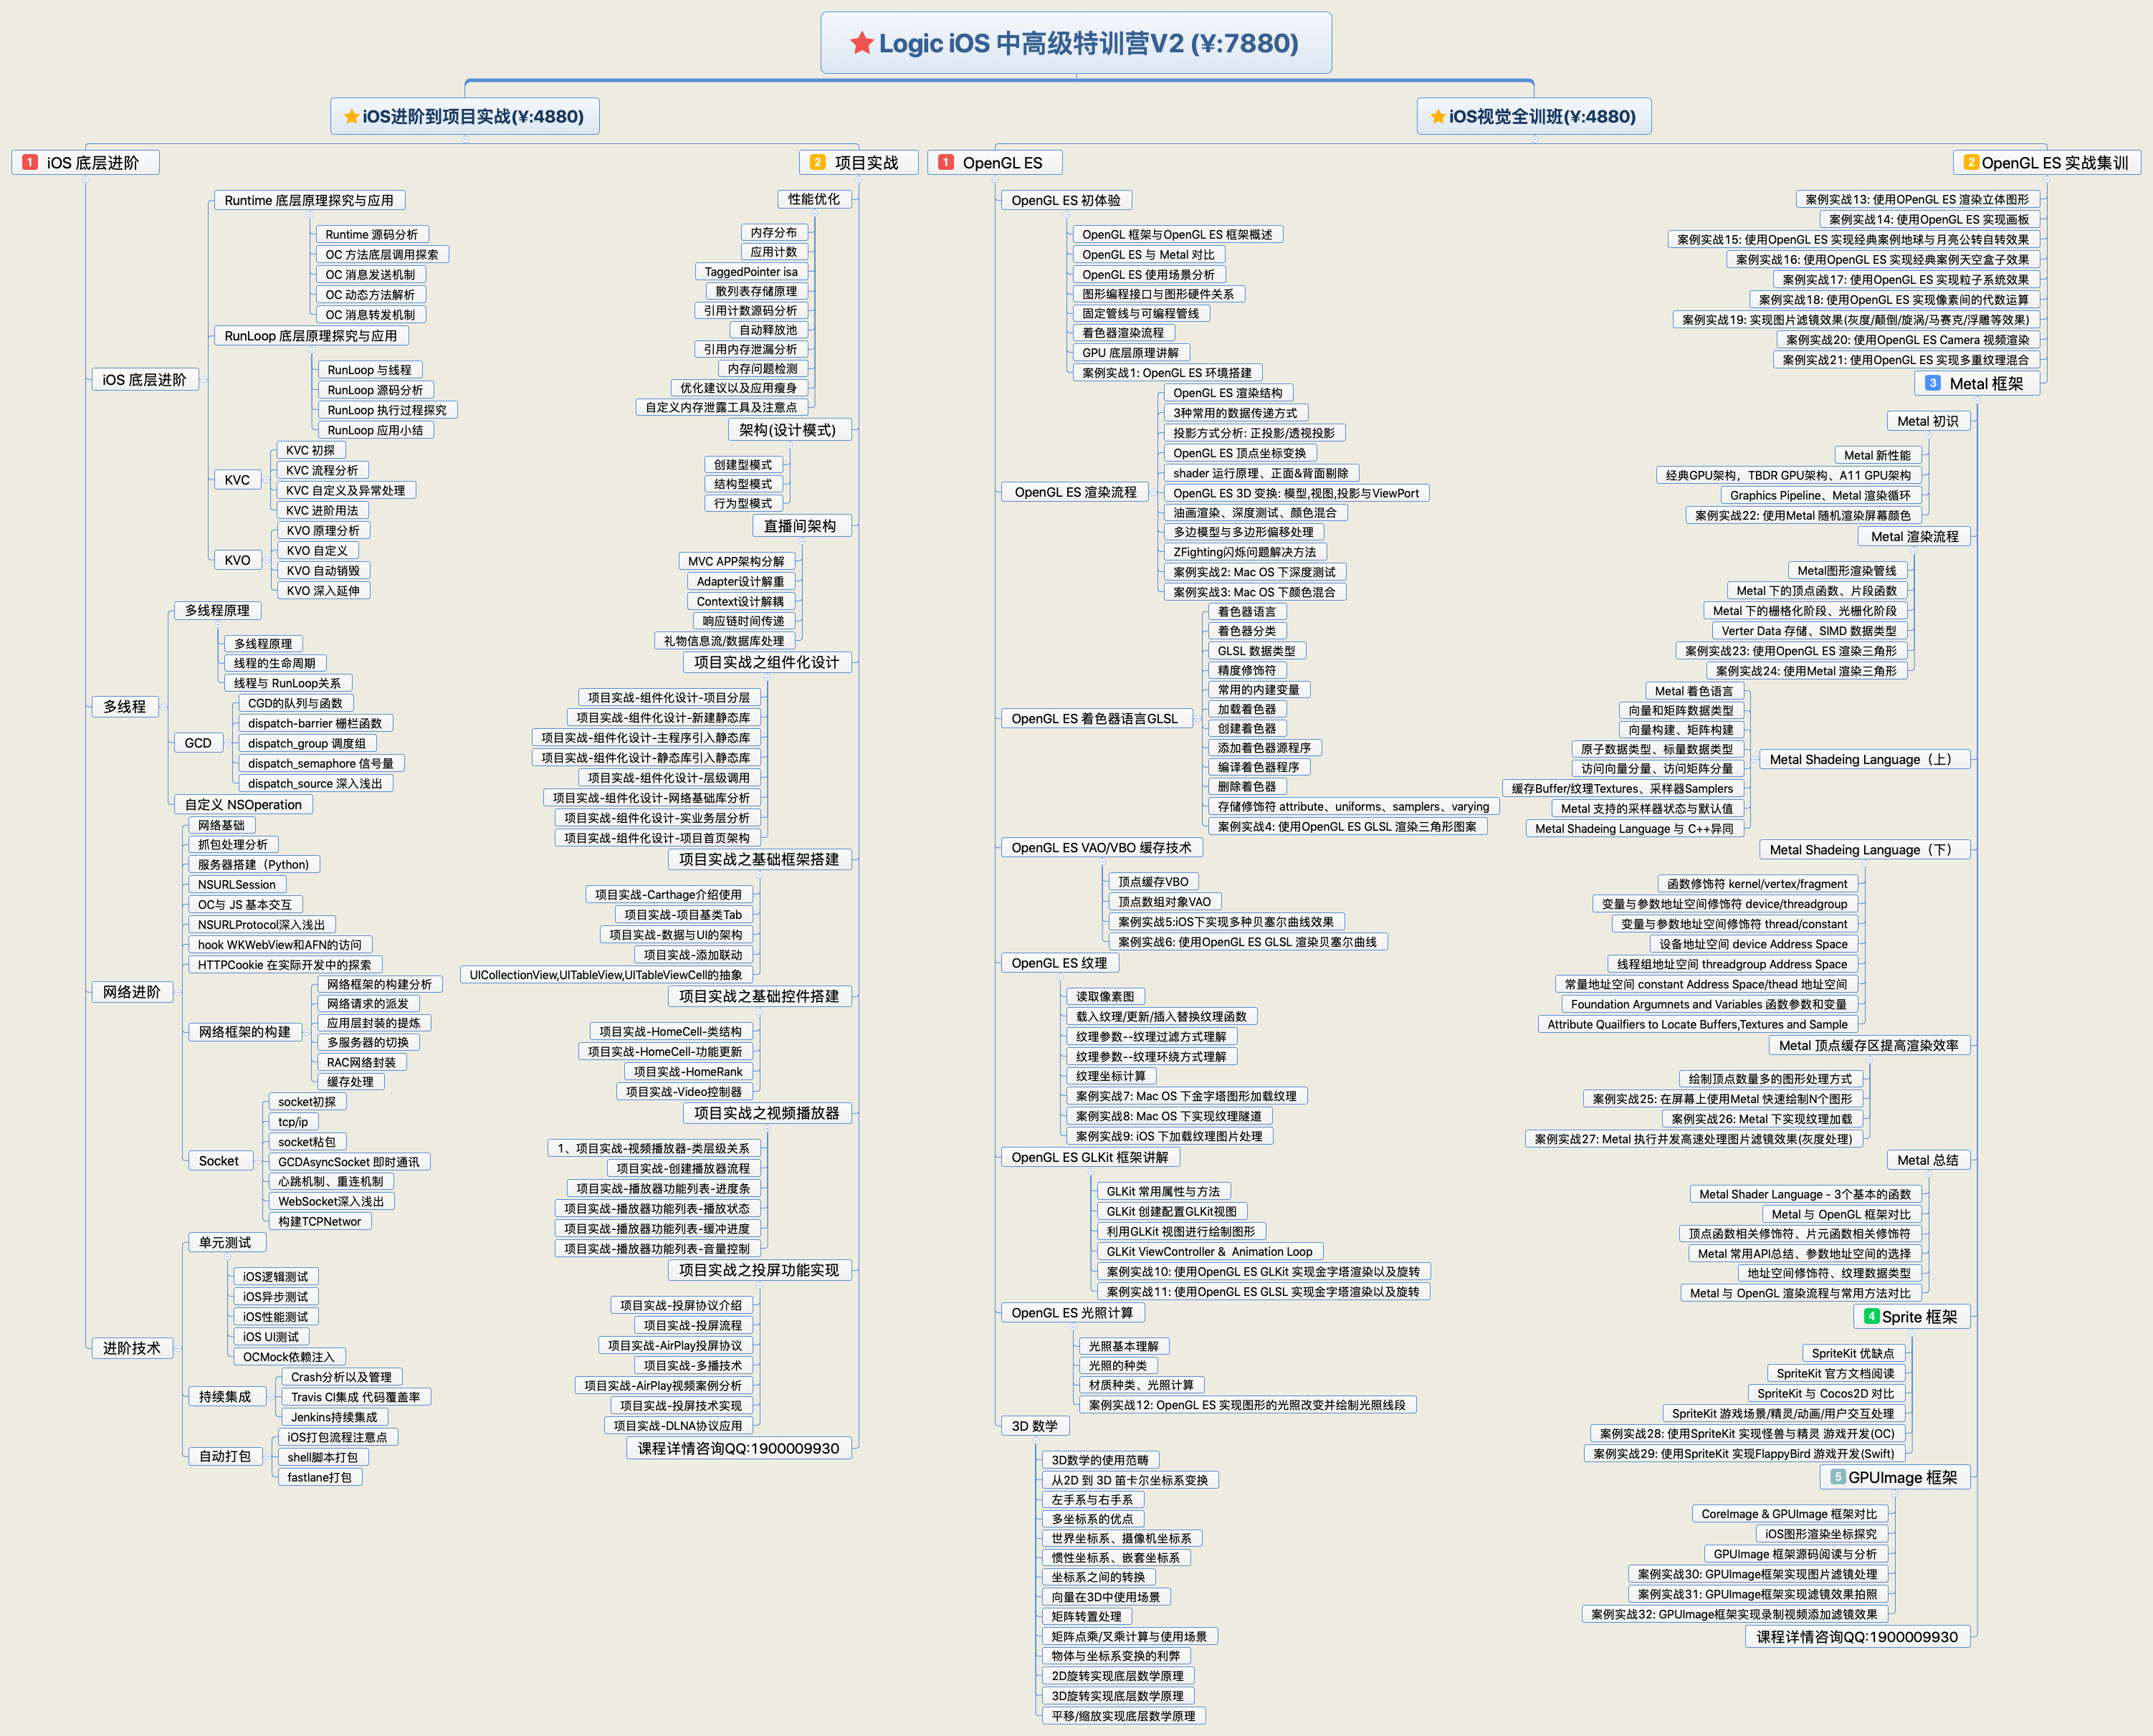 Logic iOS 中高级特训营V2 (¥:7880)
iOS进阶到项目实战(¥:4880)
1 iOS 底层进阶
iOS 底层进阶
Runtime 底层原理探究与应用
Runtime 源码分析
OC 方法底层调用探索
OC 消息发送机制
OC 动态方法解析
OC 消息转发机制
RunLoop 底层原理探究与应用
RunLoop 与线程
RunLoop 源码分析
RunLoop 执行过程探究
RunLoop 应用小结
KVC
KVC 初探
KVC 流程分析
KVC 自定义及异常处理
KVC 进阶用法
KVO
KVO 原理分析
KVO 自定义
KVO 自动销毁
KVO 深入延伸
多线程
多线程原理
多线程原理
线程的生命周期
线程与 RunLoop关系
GCD
CGD的队列与函数
dispatch-barrier 栅栏函数
dispatch_group 调度组
dispatch_semaphore 信号量
dispatch_source 深入浅出
自定义 NSOperation
网络进阶
网络基础
抓包处理分析
服务器搭建（Python)
NSURLSession
OC与 JS 基本交互
NSURLProtocol深入浅出
hook WKWebView和AFN的访问
HTTPCookie 在实际开发中的探索
网络框架的构建
网络框架的构建分析
网络请求的派发
应用层封装的提炼
多服务器的切换
RAC网络封装
缓存处理
Socket
socket初探
tcp/ip
socket粘包
GCDAsyncSocket 即时通讯
心跳机制、重连机制
WebSocket深入浅出
构建TCPNetwor
进阶技术
单元测试
iOS逻辑测试
iOS异步测试
iOS性能测试
iOS UI测试
OCMock依赖注入
持续集成
Crash分析以及管理
Travis CI集成 代码覆盖率
Jenkins持续集成
自动打包
iOS打包流程注意点
shell脚本打包
fastlane打包
2 项目实战
性能优化
内存分布
应用计数
TaggedPointer isa
散列表存储原理
引用计数源码分析
自动释放池
引用内存泄漏分析
内存问题检测
优化建议以及应用瘦身
自定义内存泄露工具及注意点
架构(设计模式)
创建型模式
结构型模式
行为型模式
直播间架构
MVC APP架构分解
Adapter设计解重
Context设计解耦
响应链时间传递
礼物信息流/数据库处理
项目实战之组件化设计
项目实战-组件化设计-项目分层
项目实战-组件化设计-新建静态库
项目实战-组件化设计-主程序引入静态库
项目实战-组件化设计-静态库引入静态库
项目实战-组件化设计-层级调用
项目实战-组件化设计-网络基础库分析
项目实战-组件化设计-实业务层分析
项目实战-组件化设计-项目首页架构
项目实战之基础框架搭建
项目实战-Carthage介绍使用
项目实战-项目基类Tab
项目实战-数据与UI的架构
项目实战-添加联动
UICollectionView,UITableView,UITableViewCell的抽象
项目实战之基础控件搭建
项目实战-HomeCell-类结构
项目实战-HomeCell-功能更新
项目实战-HomeRank
项目实战-Video控制器
项目实战之视频播放器
1、项目实战-视频播放器-类层级关系
项目实战-创建播放器流程
项目实战-播放器功能列表-进度条
项目实战-播放器功能列表-播放状态
项目实战-播放器功能列表-缓冲进度
项目实战-播放器功能列表-音量控制
项目实战之投屏功能实现
项目实战-投屏协议介绍
项目实战-投屏流程
项目实战-AirPlay投屏协议
项目实战-多播技术
项目实战-AirPlay视频案例分析
项目实战-投屏技术实现
项目实战-DLNA协议应用
课程详情咨询QQ:1900009930
iOS视觉全训班(¥:4880)
1 OpenGL ES
OpenGL ES 初体验
OpenGL 框架与OpenGL ES 框架概述
OpenGL ES 与 Metal 对比
OpenGL ES 使用场景分析
图形编程接口与图形硬件关系
固定管线与可编程管线
着色器渲染流程
GPU 底层原理讲解
案例实战1: OpenGL ES 环境搭建
OpenGL ES 渲染流程
OpenGL ES 渲染结构
3种常用的数据传递方式
投影方式分析: 正投影/透视投影
OpenGL ES 顶点坐标变换
shader 运行原理、正面&背面剔除
OpenGL ES 3D 变换: 模型,视图,投影与ViewPort
油画渲染、深度测试、颜色混合
多边模型与多边形偏移处理
ZFighting闪烁问题解决方法
案例实战2: Mac OS 下深度测试
案例实战3: Mac OS 下颜色混合
OpenGL ES 着色器语言GLSL
着色器语言
着色器分类
GLSL 数据类型
精度修饰符
常用的内建变量
加载着色器
创建着色器
添加着色器源程序
编译着色器程序
删除着色器
存储修饰符 attribute、uniforms、samplers、varying
案例实战4: 使用OpenGL ES GLSL 渲染三角形图案
OpenGL ES VAO/VBO 缓存技术
顶点缓存VBO
顶点数组对象VAO
案例实战5:iOS下实现多种贝塞尔曲线效果
案例实战6: 使用OpenGL ES GLSL 渲染贝塞尔曲线
OpenGL ES 纹理
读取像素图
载入纹理/更新/插入替换纹理函数
纹理参数--纹理过滤方式理解
纹理参数--纹理环绕方式理解
纹理坐标计算
案例实战7: Mac OS 下金字塔图形加载纹理
案例实战8: Mac OS 下实现纹理隧道
案例实战9: iOS 下加载纹理图片处理
OpenGL ES GLKit 框架讲解
GLKit 常用属性与方法
GLKit 创建配置GLKit视图
利用GLKit 视图进行绘制图形
GLKit ViewController & Animation Loop
案例实战10: 使用OpenGL ES GLKit 实现金字塔渲染以及旋转
案例实战11: 使用OpenGL ES GLSL 实现金字塔渲染以及旋转
OpenGL ES 光照计算
光照基本理解
光照的种类
材质种类、光照计算
案例实战12: OpenGL ES 实现图形的光照改变并绘制光照线段
3D 数学
3D数学的使用范畴
从2D 到 3D 笛卡尔坐标系变换
左手系与右手系
多坐标系的优点
世界坐标系、摄像机坐标系
惯性坐标系、嵌套坐标系
坐标系之间的转换
向量在3D中使用场景
矩阵转置处理
矩阵点乘/叉乘计算与使用场景
物体与坐标系变换的利弊
2D旋转实现底层数学原理
3D旋转实现底层数学原理
平移/缩放实现底层数学原理
2 OpenGL ES 实战集训
案例实战13: 使用OPenGL ES 渲染立体图形
案例实战14: 使用OpenGL ES 实现画板
案例实战15: 使用OpenGL ES 实现经典案例地球与月亮公转自转效果
案例实战16: 使用OpenGL ES 实现经典案例天空盒子效果
案例实战17: 使用OpenGL ES 实现粒子系统效果
案例实战18: 使用OpenGL ES 实现像素间的代数运算
案例实战19: 实现图片滤镜效果(灰度/颠倒/旋涡/马赛克/浮雕等效果)
案例实战20: 使用OpenGL ES Camera 视频渲染
案例实战21: 使用OpenGL ES 实现多重纹理混合
3 Metal 框架
Metal 初识
Metal 新性能
经典GPU架构，TBDR GPU架构、A11 GPU架构
Graphics Pipeline、Metal 渲染循环
案例实战22: 使用Metal 随机渲染屏幕颜色
Metal 渲染流程
Metal图形渲染管线
Metal 下的顶点函数、片段函数
Metal 下的栅格化阶段、光栅化阶段
Verter Data 存储、SIMD 数据类型
案例实战23: 使用OpenGL ES 渲染三角形
案例实战24: 使用Metal 渲染三角形
Metal Shadeing Language（上）
Metal 着色语言
向量和矩阵数据类型
向量构建、矩阵构建
原子数据类型、标量数据类型
访问向量分量、访问矩阵分量
缓存Buffer/纹理Textures、采样器Samplers
Metal 支持的采样器状态与默认值
Metal Shadeing Language 与 C++异同
Metal Shadeing Language（下）
函数修饰符 kernel/vertex/fragment
变量与参数地址空间修饰符 device/threadgroup
变量与参数地址空间修饰符 thread/constant
设备地址空间 device Address Space
线程组地址空间 threadgroup Address Space
常量地址空间 constant Address Space/thead 地址空间
Foundation Argumnets and Variables 函数参数和变量
Attribute Quailfiers to Locate Buffers,Textures and Sample
Metal 顶点缓存区提高渲染效率
绘制顶点数量多的图形处理方式
案例实战25: 在屏幕上使用Metal 快速绘制N个图形
案例实战26: Metal 下实现纹理加载
案例实战27: Metal 执行并发高速处理图片滤镜效果(灰度处理)
Metal 总结
Metal Shader Language - 3个基本的函数
Metal 与 OpenGL 框架对比
顶点函数相关修饰符、片元函数相关修饰符
Metal 常用API总结、参数地址空间的选择
地址空间修饰符、纹理数据类型
Metal 与 OpenGL 渲染流程与常用方法对比
4 Sprite 框架
SpriteKit 优缺点
SpriteKit 官方文档阅读
SpriteKit 与 Cocos2D 对比
SpriteKit 游戏场景/精灵/动画/用户交互处理
案例实战28: 使用SpriteKit 实现怪兽与精灵 游戏开发(OC)
案例实战29: 使用SpriteKit 实现FlappyBird 游戏开发(Swift)
5 GPUImage 框架
CoreImage & GPUImage 框架对比
iOS图形渲染坐标探究
GPUImage 框架源码阅读与分析
案例实战30: GPUImage框架实现图片滤镜处理
案例实战31: GPUImage框架实现滤镜效果拍照
案例实战32: GPUImage框架实现录制视频添加滤镜效果
课程详情咨询QQ:1900009930